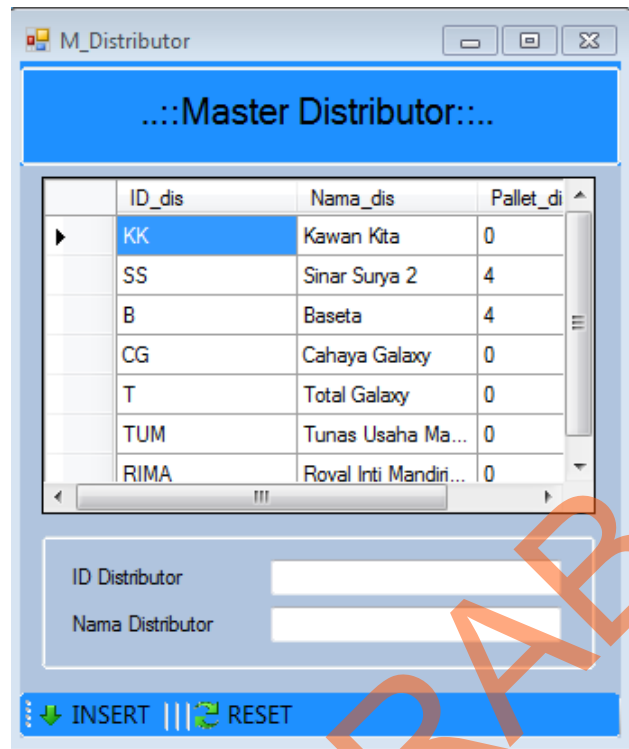 M_Distributor
..::Master Distributor::..
ID_dis Nama_dis Pallet_di
KK Kawan Kita 0
SS Sinar Surya 2 4
B Baseta 4
CG Cahaya Galaxy 0
T Total Galaxy 0
TUM Tunas Usaha Ma... 0
RIMA Royal Inti Mandiri... 0
ID Distributor
Nama Distributor
INSERT RESET
RAB